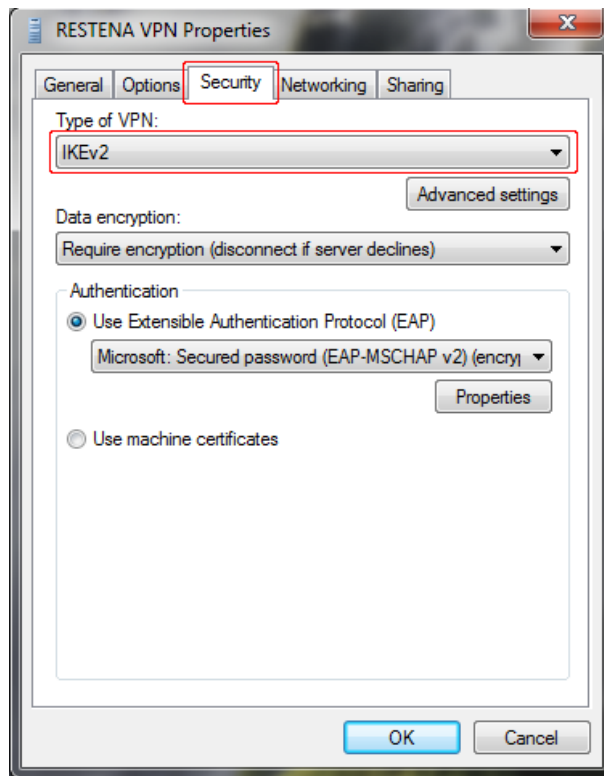 RESTENA VPN Properties
General Options Security Networking Sharing
Type of VPN:
IKEv2
Advanced settings
Data encryption:
Require encryption (disconnect if server declines)
Authentication
Use Extensible Authentication Protocol (EAP)
Microsoft: Secured password (EAP-MSCHAP v2) (encry
Properties
Use machine certificates
OK Cancel